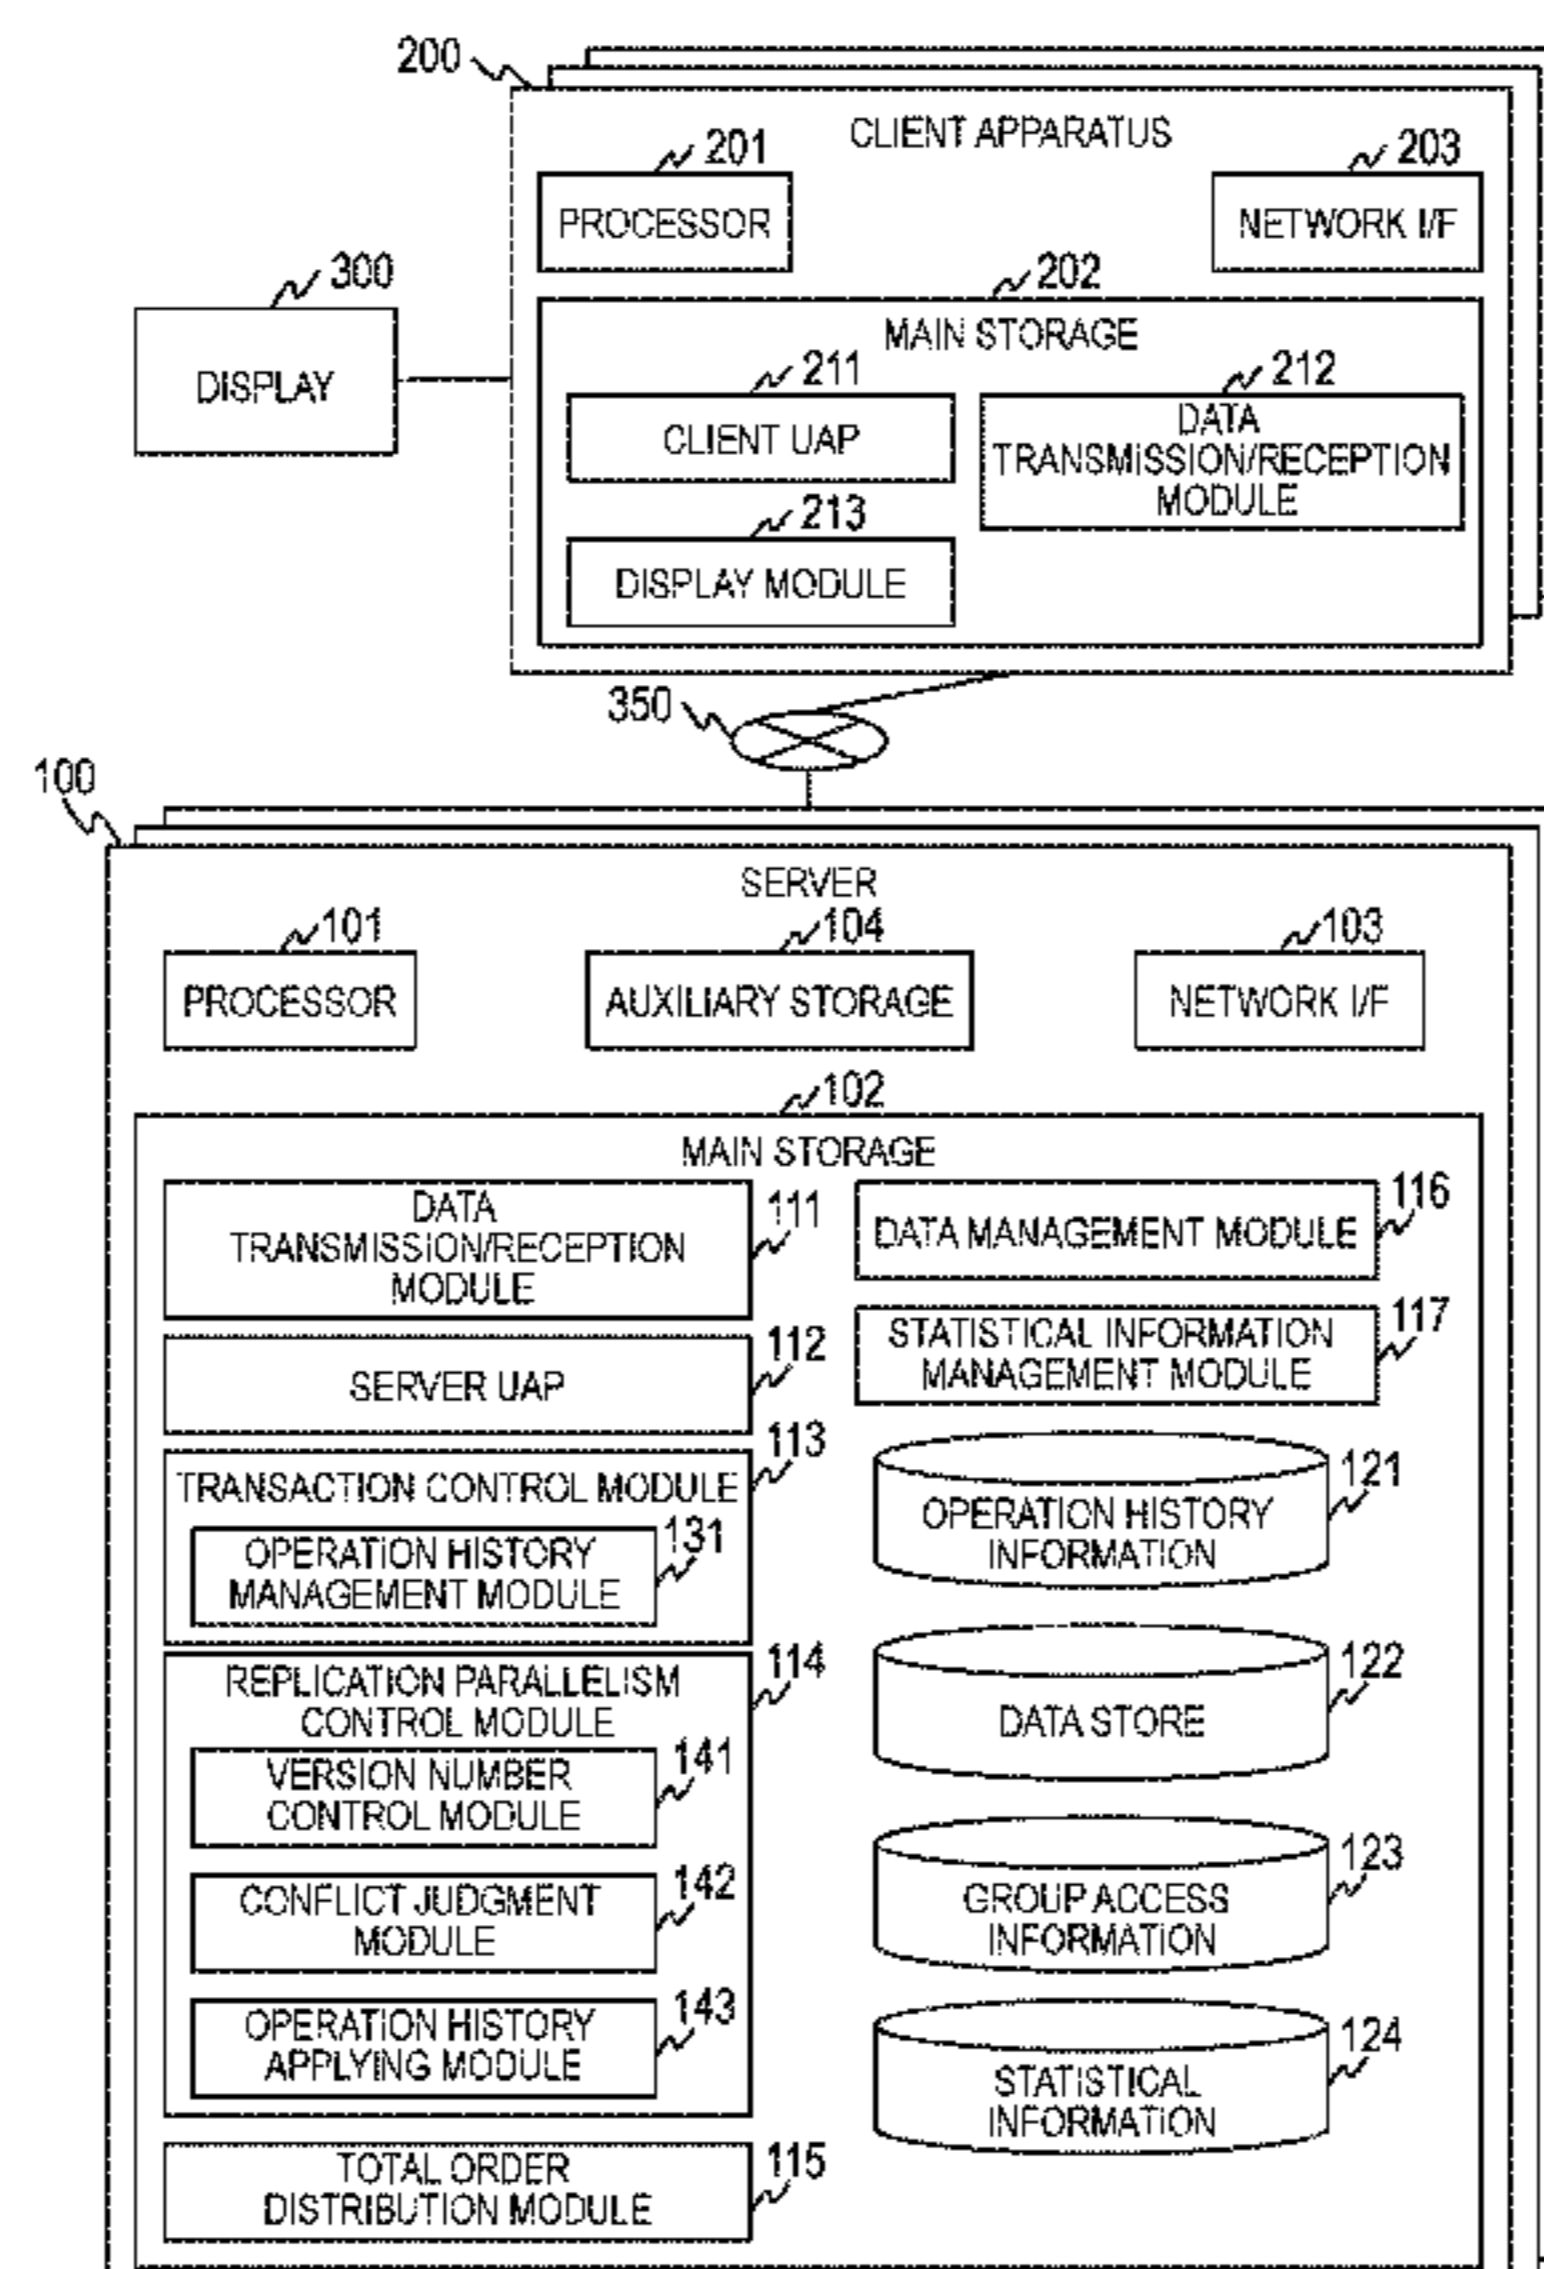 200
CLIENT APPARATUS
201
203
PROCESSOR
NETWORK I/F
300
202
DISPLAY
MAIN STORAGE
211
212
CLIENT UAP
DATA
TRANSMISSION/RECEPTION
MODULE
213
DISPLAY MODULE
350
100
SERVER
101
104
103
PROCESSOR
AUXILIARY STORAGE
NETWORK I/F
102
MAIN STORAGE
DATA
TRANSMISSION/RECEPTION
MODULE
111
SERVER UAP
112
TRANSACTION CONTROL MODULE
113
OPERATION HISTORY
MANAGEMENT MODULE
131
REPLICATION PARALLELISM
CONTROL MODULE
114
VERSION NUMBER
CONTROL MODULE
141
CONFLICT JUDGMENT
MODULE
142
OPERATION HISTORY
APPLYING MODULE
143
TOTAL ORDER
DISTRIBUTION MODULE
115
DATA MANAGEMENT MODULE
116
STATISTICAL INFORMATION
MANAGEMENT MODULE
117
OPERATION HISTORY
INFORMATION
121
DATA STORE
122
GROUP ACCESS
INFORMATION
123
STATISTICAL
INFORMATION
124